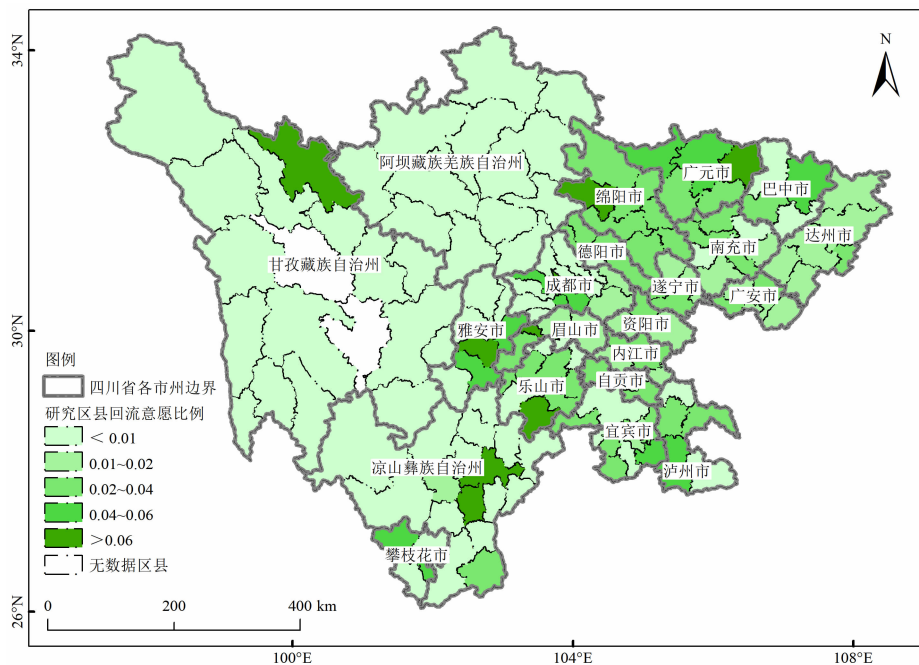 34°N
30°N
26°N
N
阿坝藏族羌族自治州
广元市
绵阳市
巴中市
达州市
南充市
德阳市
甘孜藏族自治州
成都市
遂宁市
广安市
资阳市
雅安市
眉山市
内江市
乐山市
自贡市
宜宾市
泸州市
凉山彝族自治州
攀枝花市
图例
四川省各市州边界
研究区县回流意愿比例
＜ 0.01
0.01~0.02
0.02~0.04
0.04~0.06
＞0.06
无数据区县
0 200 400 km
100°E 104°E 108°E